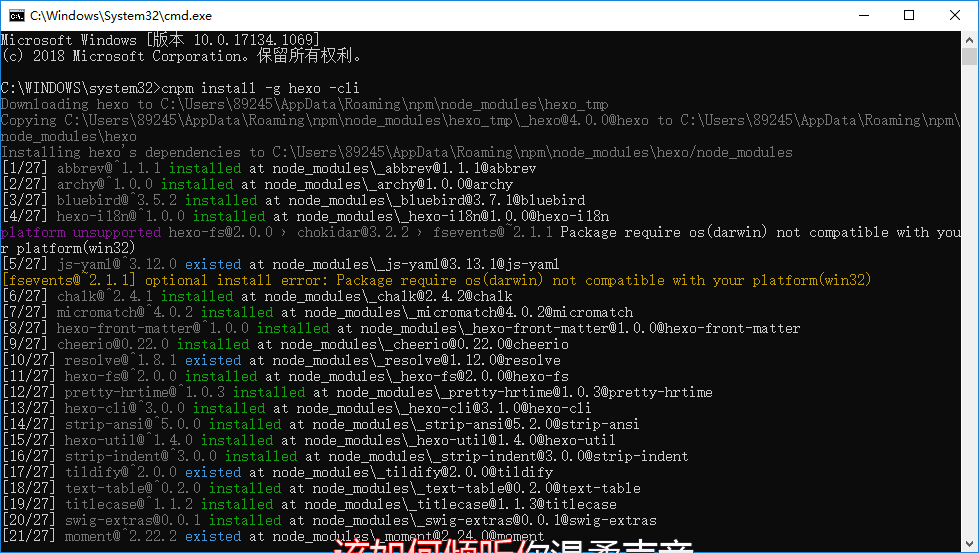 C:\Windows\System32\cmd.exe
Microsoft Windows [版本 10.0.17134.1069]
(c) 2018 Microsoft Corporation。保留所有权利。
C:\WINDOWS\system32>cnpm install -g hexo -cli
Downloading hexo to C:\Users\89245\AppData\Roaming\npm\node_modules\hexo_tmp
Copying C:\Users\89245\AppData\Roaming\npm\node_modules\hexo_tmp\_hexo@4.0.0@hexo to C:\Users\89245\AppData\Roaming\npm\
node_modules\hexo
Installing hexo's dependencies to C:\Users\89245\AppData\Roaming\npm\node_modules\hexo/node_modules
[1/27] abbrev@^1.1.1 installed at node_modules\_abbrev@1.1.1@abbrev
[2/27] archy@^1.0.0 installed at node_modules\_archy@1.0.0@archy
[3/27] bluebird@^3.5.2 installed at node_modules\_bluebird@3.7.1@bluebird
[4/27] hexo-i18n@^1.0.0 installed at node_modules\_hexo-i18n@1.0.0@hexo-i18n
platform unsupported hexo-fs@2.0.0 › chokidar@3.2.2 › fsevents@~2.1.1 Package require os(darwin) not compatible with you
r platform(win32)
[5/27] js-yaml@^3.12.0 existed at node_modules\_js-yaml@3.13.1@js-yaml
[fsevents@~2.1.1] optional install error: Package require os(darwin) not compatible with your platform(win32)
[6/27] chalk@^2.4.1 installed at node_modules\_chalk@2.4.2@chalk
[7/27] micromatch@^4.0.2 installed at node_modules\_micromatch@4.0.2@micromatch
[8/27] hexo-front-matter@^1.0.0 installed at node_modules\_hexo-front-matter@1.0.0@hexo-front-matter
[9/27] cheerio@0.22.0 installed at node_modules\_cheerio@0.22.0@cheerio
[10/27] resolve@^1.8.1 existed at node_modules\_resolve@1.12.0@resolve
[11/27] hexo-fs@^2.0.0 installed at node_modules\_hexo-fs@2.0.0@hexo-fs
[12/27] pretty-hrtime@^1.0.3 installed at node_modules\_pretty-hrtime@1.0.3@pretty-hrtime
[13/27] hexo-cli@^3.0.0 installed at node_modules\_hexo-cli@3.1.0@hexo-cli
[14/27] strip-ansi@^5.0.0 installed at node_modules\_strip-ansi@5.2.0@strip-ansi
[15/27] hexo-util@^1.4.0 installed at node_modules\_hexo-util@1.4.0@hexo-util
[16/27] strip-indent@^3.0.0 installed at node_modules\_strip-indent@3.0.0@strip-indent
[17/27] tildify@^2.0.0 existed at node_modules\_tildify@2.0.0@tildify
[18/27] text-table@^0.2.0 installed at node_modules\_text-table@0.2.0@text-table
[19/27] titlecase@^1.1.2 installed at node_modules\_titlecase@1.1.3@titlecase
[20/27] swig-extras@0.0.1 installed at node_modules\_swig-extras@0.0.1@swig-extras
[21/27] moment@^2.22.2 existed at node_modules\_moment@2.24.0@moment
该如何倾听你温柔声音